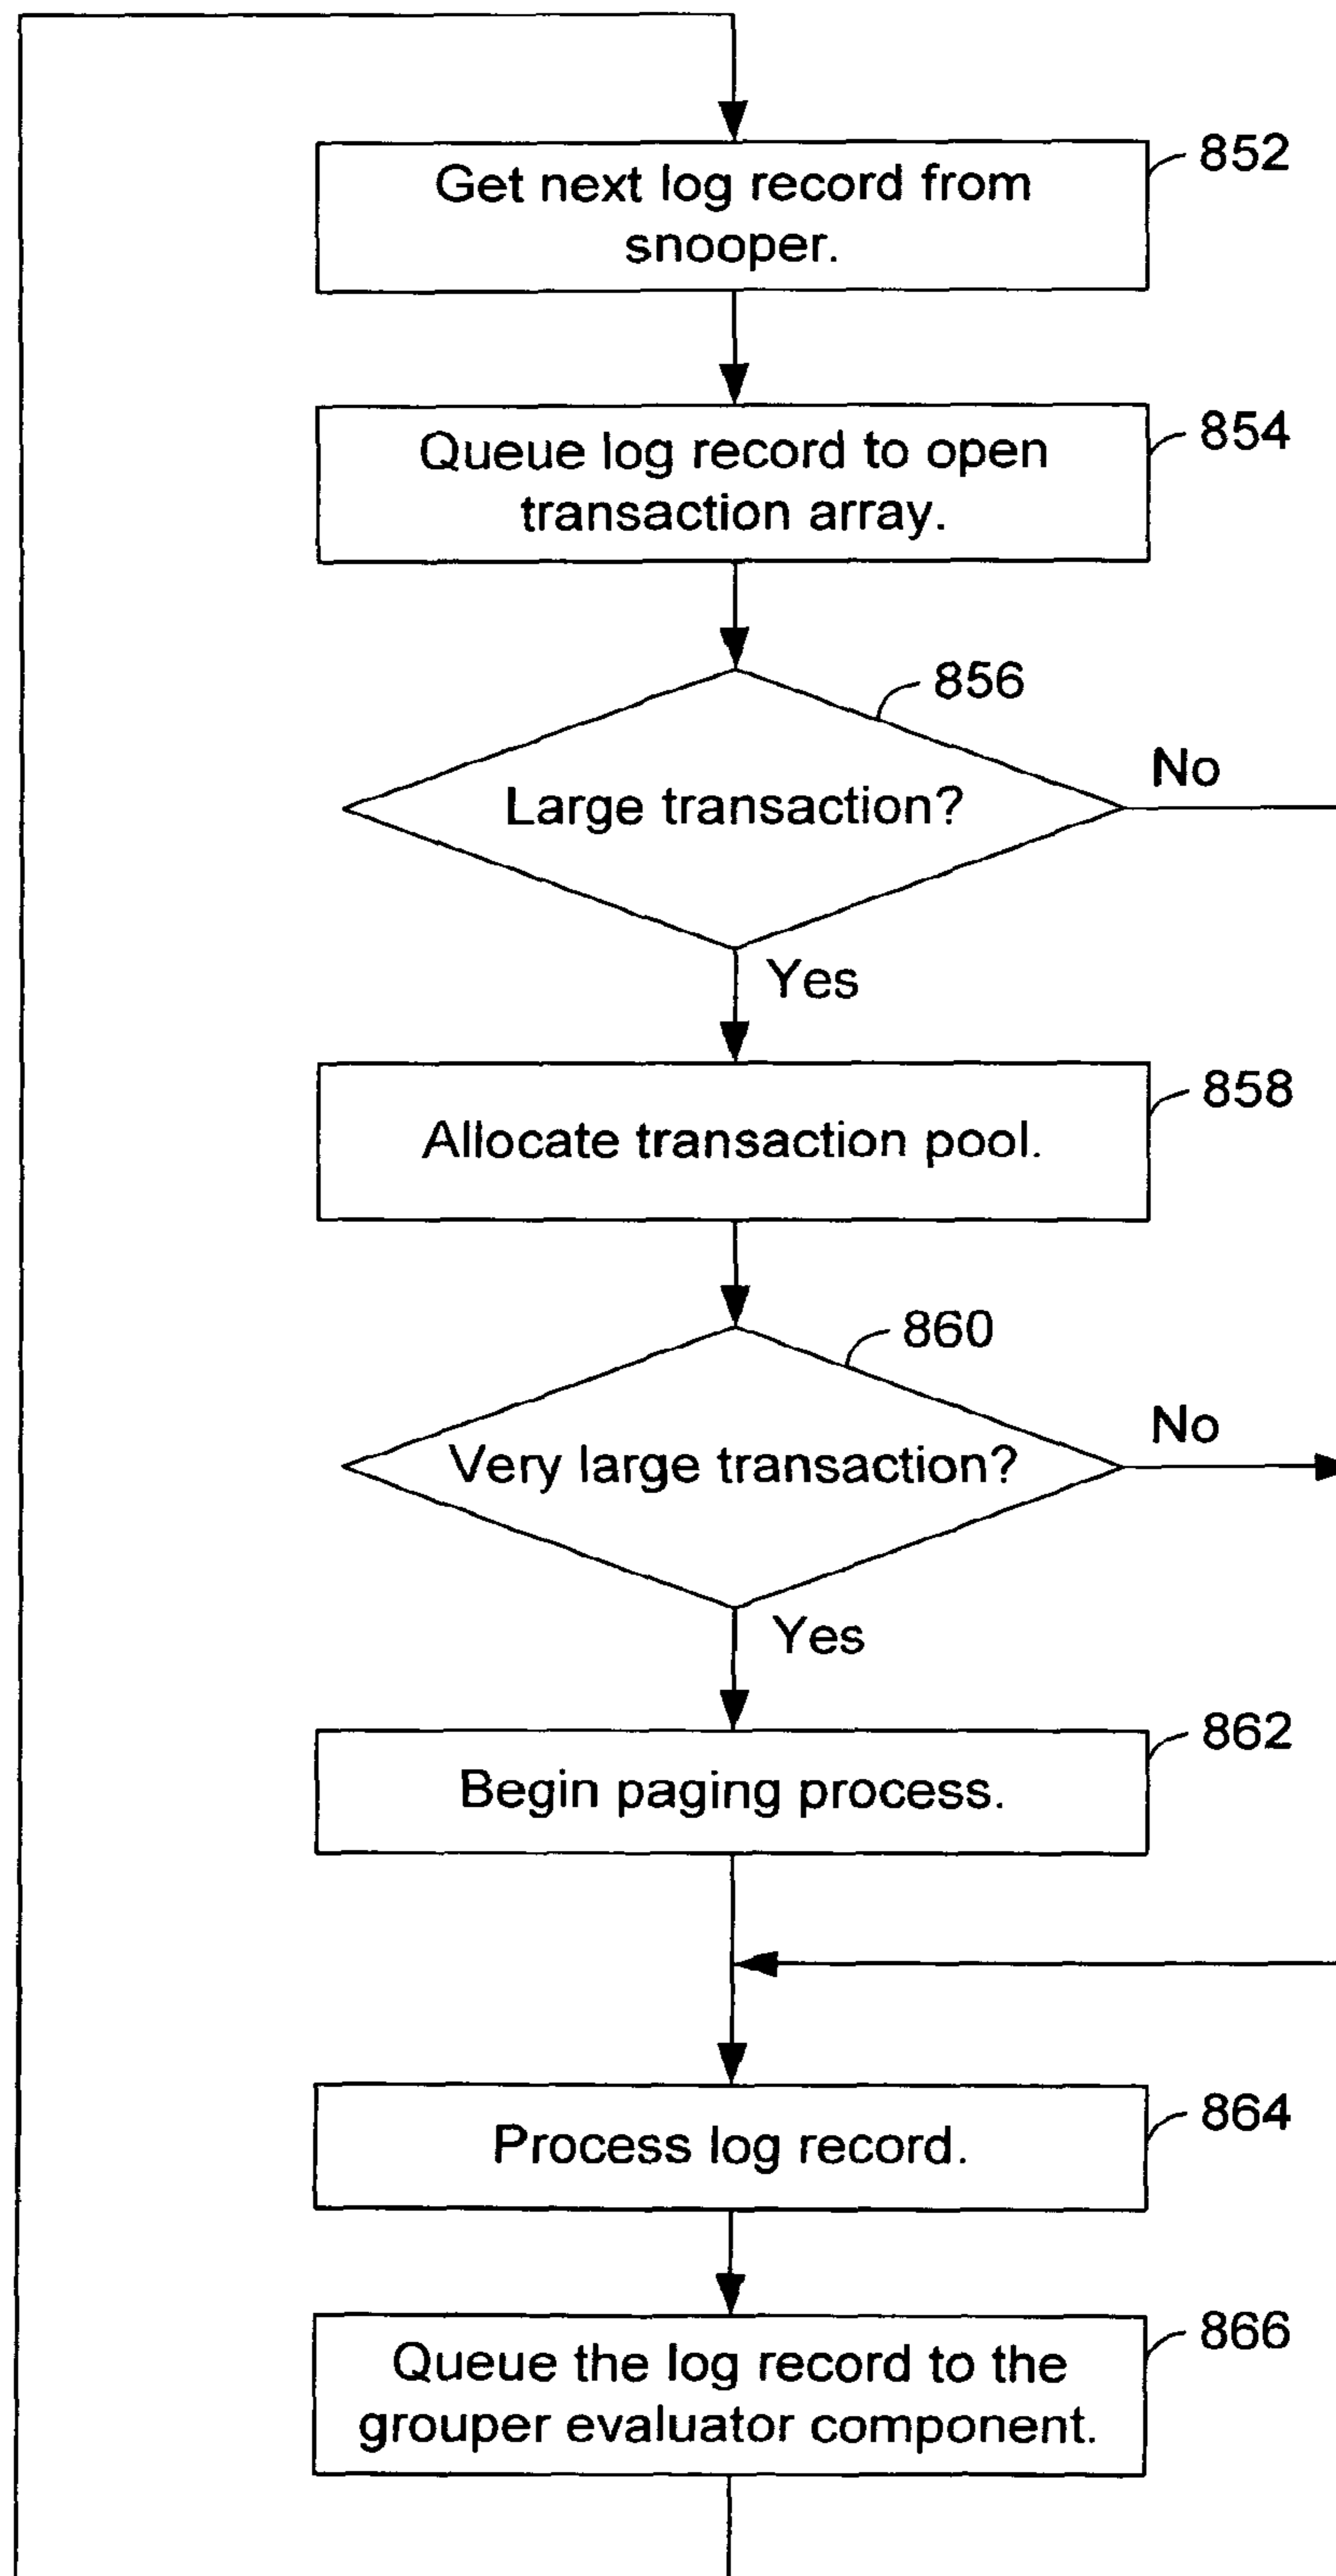 852
Get next log record from
snooper.
854
Queue log record to open
transaction array.
856
Large transaction?
No
Yes
858
Allocate transaction pool.
860
Very large transaction?
No
Yes
862
Begin paging process.
864
Process log record.
866
Queue the log record to the
grouper evaluator component.